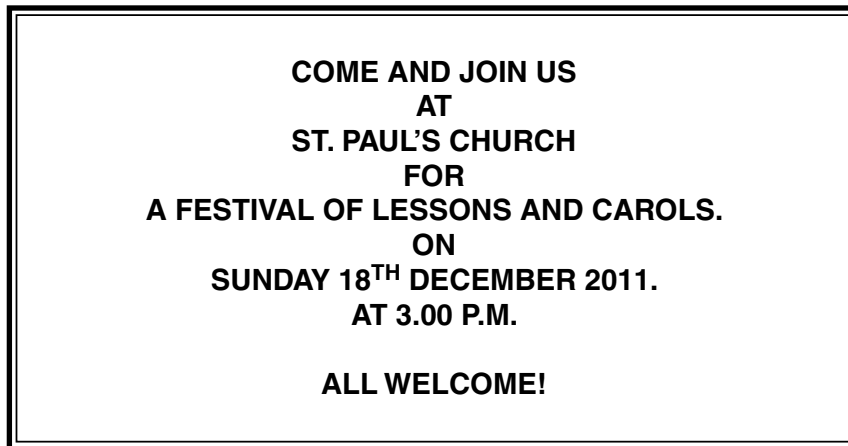 COME AND JOIN US
AT
ST. PAUL'S CHURCH
FOR
A FESTIVAL OF LESSONS AND CAROLS.
ON
SUNDAY 18TH DECEMBER 2011.
AT 3.00 P.M.
ALL WELCOME!